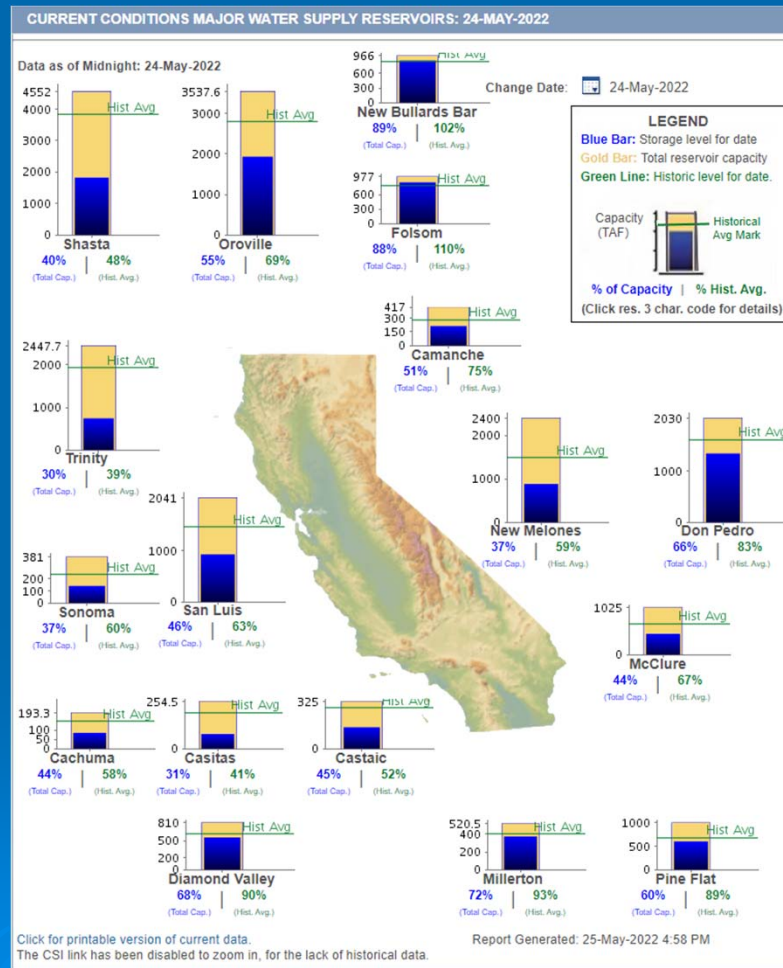 CURRENT CONDITIONS MAJOR WATER SUPPLY RESERVOIRS: 24-MAY-2022
Data as of Midnight: 24-May-2022
Change Date: 24-May-2022
4552
4000
3000
2000
1000
0
Hist Avg
Shasta
40% | 48%
(Total Cap.) (Hist. Avg.)
3537.6
3000
2000
1000
0
Hist Avg
Oroville
55% | 69%
(Total Cap.) (Hist. Avg.)
966
600
300
0
Hist Avg
New Bullards Bar
89% | 102%
(Total Cap.) (Hist. Avg.)
977
600
300
0
Hist Avg
Folsom
88% | 110%
(Total Cap.) (Hist. Avg.)
LEGEND
Blue Bar: Storage level for date
Gold Bar: Total reservoir capacity
Green Line: Historic level for date.
Capacity
(TAF)
Historical
Avg Mark
% of Capacity | % Hist. Avg.
(Click res. 3 char. code for details)
417
300
150
0
Hist Avg
Camanche
51% | 75%
(Total Cap.) (Hist. Avg.)
2447.7
2000
1000
0
Hist Avg
Trinity
30% | 39%
(Total Cap.) (Hist. Avg.)
2400
2000
1000
0
Hist Avg
New Melones
37% | 59%
(Total Cap.) (Hist. Avg.)
2030
1000
0
Hist Avg
Don Pedro
66% | 83%
(Total Cap.) (Hist. Avg.)
381
200
100
0
Hist Avg
Sonoma
37% | 60%
(Total Cap.) (Hist. Avg.)
2041
1000
0
Hist Avg
San Luis
46% | 63%
(Total Cap.) (Hist. Avg.)
1025
0
Hist Avg
McClure
44% | 67%
(Total Cap.) (Hist. Avg.)
193.3
100
50
0
Hist Avg
Cachuma
44% | 58%
(Total Cap.) (Hist. Avg.)
254.5
0
Hist Avg
Casitas
31% | 41%
(Total Cap.) (Hist. Avg.)
325
0
Hist Avg
Castaic
45% | 52%
(Total Cap.) (Hist. Avg.)
810
500
200
0
Hist Avg
Diamond Valley
68% | 90%
(Total Cap.) (Hist. Avg.)
520.5
400
200
0
Hist Avg
Millerton
72% | 93%
(Total Cap.) (Hist. Avg.)
1000
500
0
Hist Avg
Pine Flat
60% | 89%
(Total Cap.) (Hist. Avg.)
Click for printable version of current data.
Report Generated: 25-May-2022 4:58 PM
The CSI link has been disabled to zoom in, for the lack of historical data.